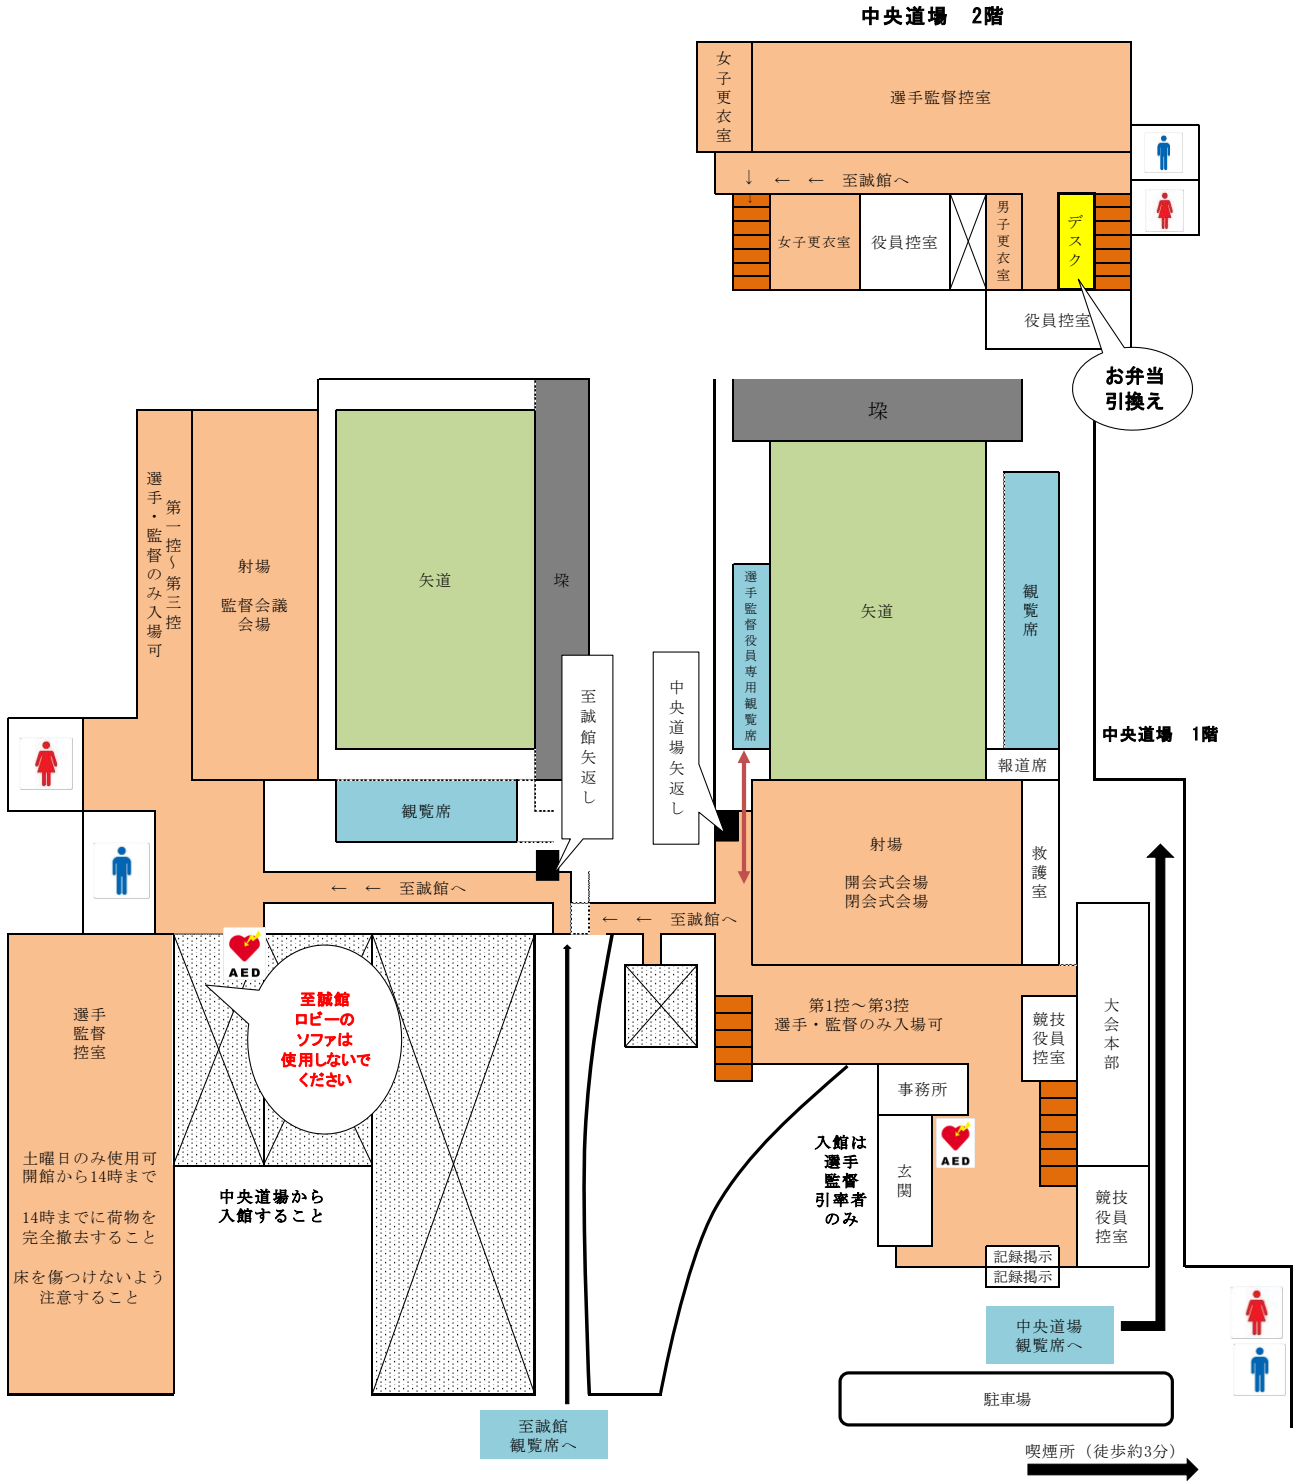 中央道場　2階
女子更衣室
選手監督控室
↓ ← ← 至誠館へ
↓
女子更衣室
役員控室
男子更衣室
デスク
役員控室
お弁当
引換え
第一控～第三控
選手・監督のみ入場可
射場
監督会議
会場
矢道
垜
観覧席
至誠館矢返し
中央道場矢返し
垜
矢道
選手監督役員専用観覧席
観覧席
報道席
中央道場　1階
射場
開会式会場
閉会式会場
救護室
← ← 至誠館へ
← ← 至誠館へ
AED
至誠館
ロビーの
ソファは
使用しないで
ください
選手
監督
控室
土曜日のみ使用可
開館から14時まで
14時までに荷物を
完全撤去すること
床を傷つけないよう
注意すること
中央道場から
入館すること
第1控～第3控
選手・監督のみ入場可
競技
役員
控室
大会本部
事務所
AED
玄関
入館は
選手
監督
引率者
のみ
競技
役員
控室
記録掲示
記録掲示
中央道場
観覧席へ
駐車場
至誠館
観覧席へ
喫煙所（徒歩約3分）